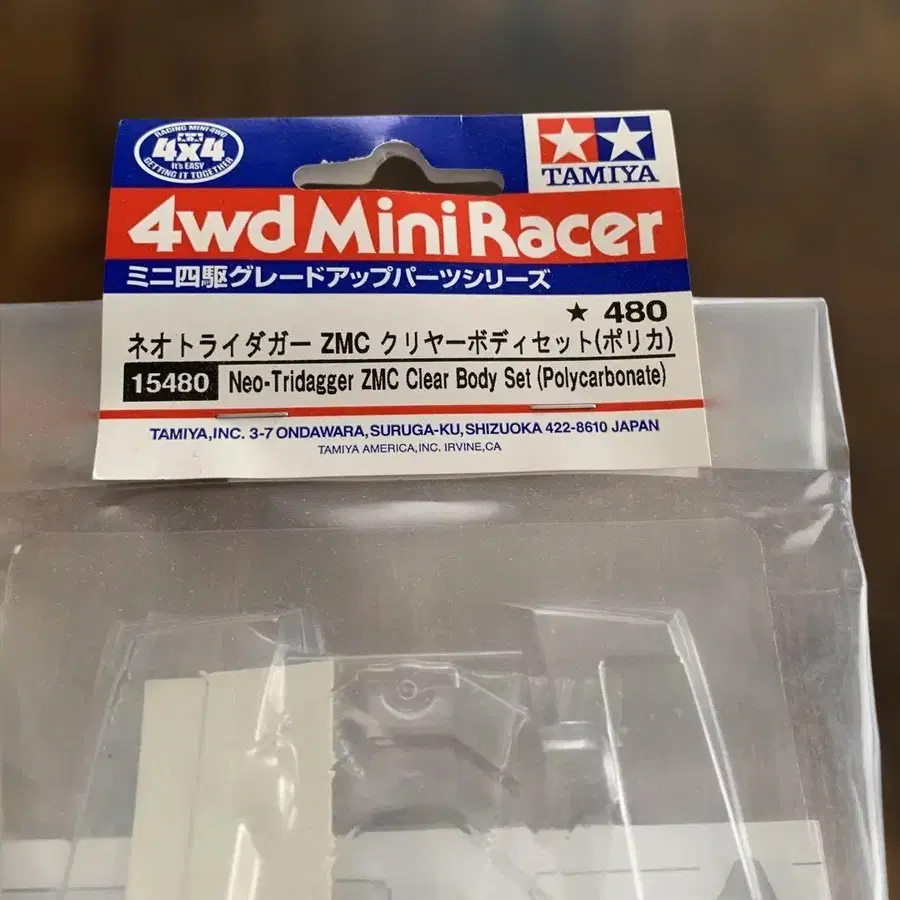 RACING MINI 4WD
4x4
It's EASY
GETTING IT TOGETHER
TAMIYA
4wd Mini Racer
ミニ四駆グレードアップパーツシリーズ
★ 480
ネオトライダガー ZMC クリヤーボディセット(ポリカ)
15480 Neo-Tridagger ZMC Clear Body Set (Polycarbonate)
TAMIYA,INC. 3-7 ONDAWARA,SURUGA-KU,SHIZUOKA 422-8610 JAPAN
TAMIYA AMERICA,INC. IRVINE,CA